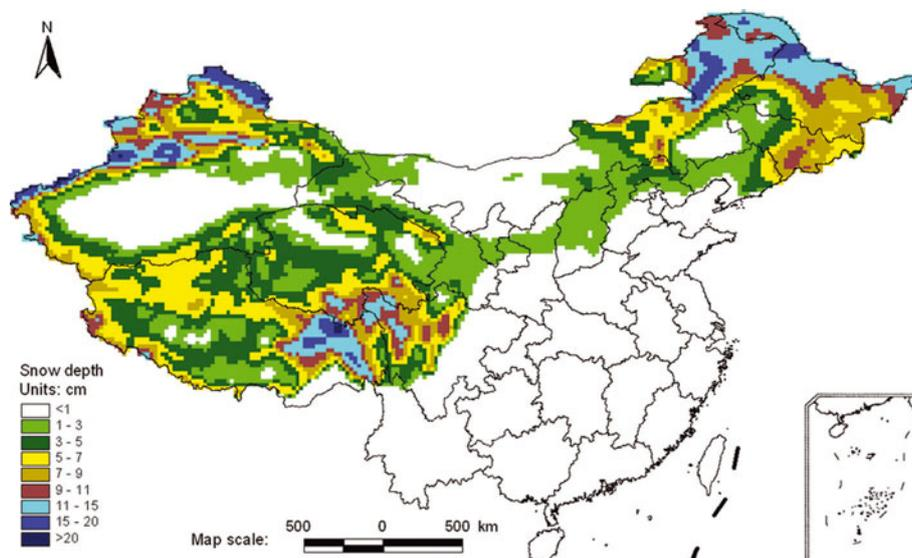 N
Snow depth
Units: cm
<1
1 - 3
3 - 5
5 - 7
7 - 9
9 - 11
11 - 15
15 - 20
>20
Map scale: 500 0 500 km